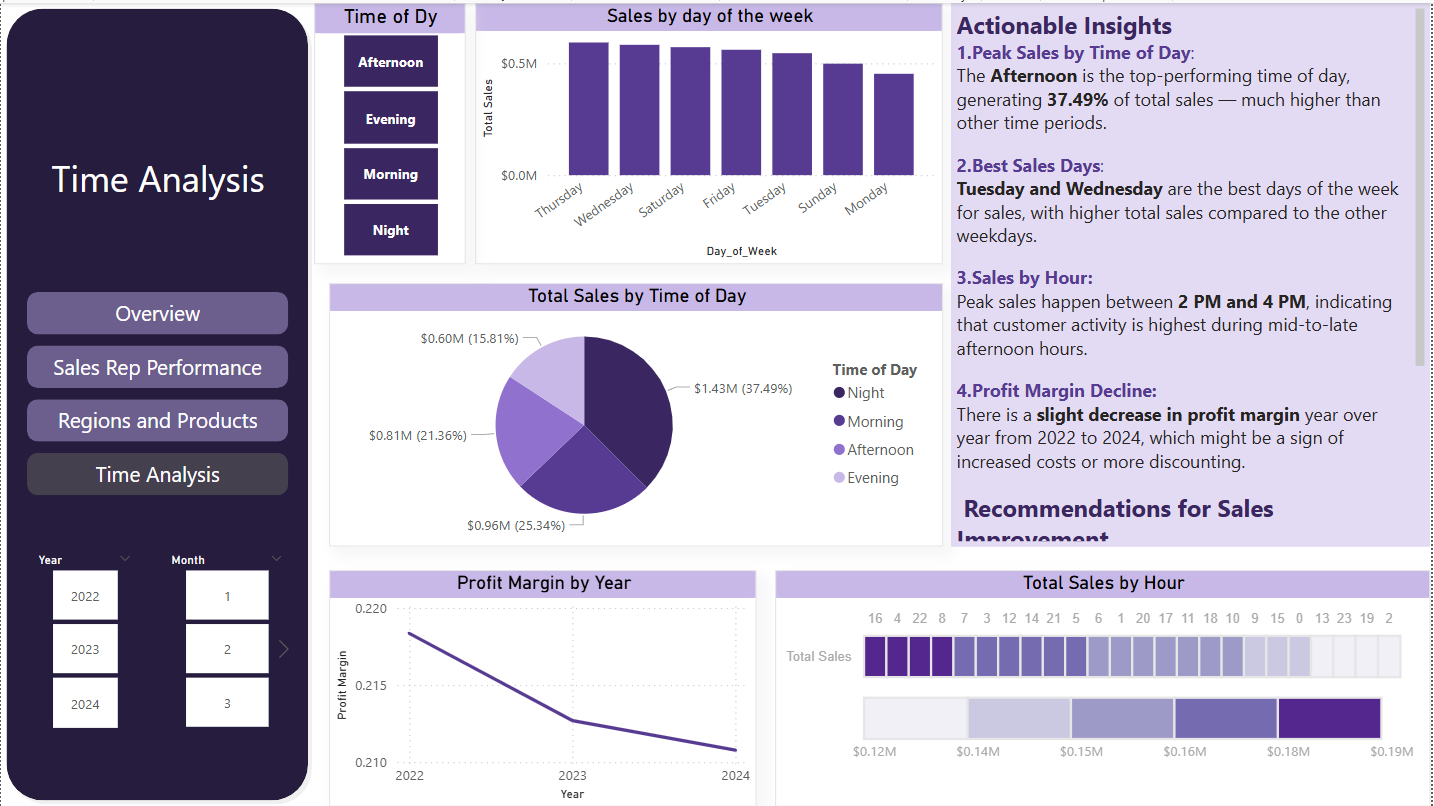 Time Analysis
Overview
Sales Rep Performance
Regions and Products
Time Analysis
Year
Month
2022
1
2023
2
2024
3
Time of Dy
Afternoon
Evening
Morning
Night
Sales by day of the week
Total Sales
$0.5M
$0.0M
Thursday
Wednesday
Saturday
Friday
Tuesday
Sunday
Monday
Day_of_Week
Total Sales by Time of Day
$0.60M (15.81%)
$1.43M (37.49%)
$0.81M (21.36%)
$0.96M (25.34%)
Time of Day
Night
Morning
Afternoon
Evening
Actionable Insights
1.Peak Sales by Time of Day:
The Afternoon is the top-performing time of day,
generating 37.49% of total sales — much higher than
other time periods.
2.Best Sales Days:
Tuesday and Wednesday are the best days of the week
for sales, with higher total sales compared to the other
weekdays.
3.Sales by Hour:
Peak sales happen between 2 PM and 4 PM, indicating
that customer activity is highest during mid-to-late
afternoon hours.
4.Profit Margin Decline:
There is a slight decrease in profit margin year over
year from 2022 to 2024, which might be a sign of
increased costs or more discounting.
Recommendations for Sales
Improvement
Profit Margin by Year
Profit Margin
0.220
0.215
0.210
2022 2023 2024
Year
Total Sales by Hour
16 4 22 8 7 3 12 14 21 5 6 1 20 17 11 18 10 9 15 0 13 23 19 2
Total Sales
$0.12M $0.14M $0.15M $0.16M $0.18M $0.19M